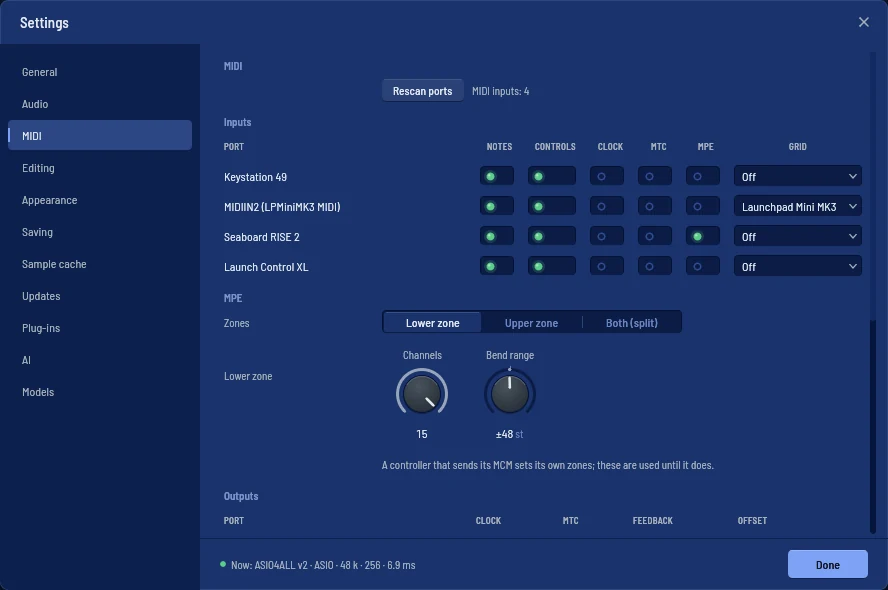 Settings
General
Audio
MIDI
Editing
Appearance
Saving
Sample cache
Updates
Plug-ins
AI
Models
MIDI
Rescan ports MIDI inputs: 4
Inputs
PORT NOTES CONTROLS CLOCK MTC MPE GRID
Keystation 49 Off
MIDIIN2 (LPMiniMK3 MIDI) Launchpad Mini MK3
Seaboard RISE 2 Off
Launch Control XL Off
MPE
Zones Lower zone Upper zone Both (split)
Channels Bend range
Lower zone
15 ±48 st
A controller that sends its MCM sets its own zones; these are used until it does.
Outputs
PORT CLOCK MTC FEEDBACK OFFSET
Now: ASIO4ALL v2 · ASIO · 48 k · 256 · 6.9 ms
Done